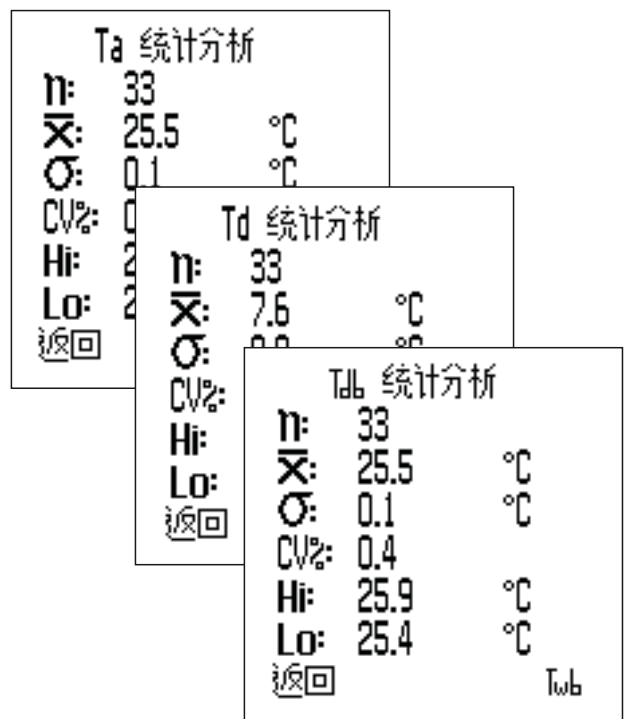 Ta 统计分析
n: 33
x̅: 25.5 °C
σ: 0.1 °C
CV%:
Hi:
Lo:
返回
Td 统计分析
n: 33
x̅: 7.6 °C
σ:
CV%:
Hi:
Lo:
返回
Tdb 统计分析
n: 33
x̅: 25.5 °C
σ: 0.1 °C
CV%: 0.4
Hi: 25.9 °C
Lo: 25.4 °C
返回 Twb